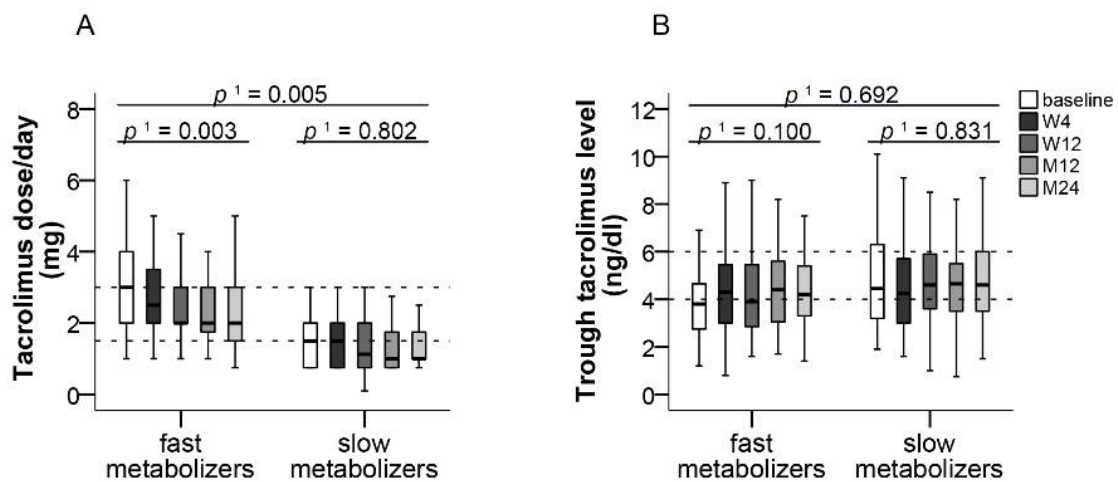 A
p ¹ = 0.005
p ¹ = 0.003
p ¹ = 0.802
Tacrolimus dose/day
(mg)
8
6
4
2
0
fast
metabolizers
slow
metabolizers
B
p ¹ = 0.692
p ¹ = 0.100
p ¹ = 0.831
Trough tacrolimus level
(ng/dl)
12
10
8
6
4
2
0
fast
metabolizers
slow
metabolizers
baseline
W4
W12
M12
M24